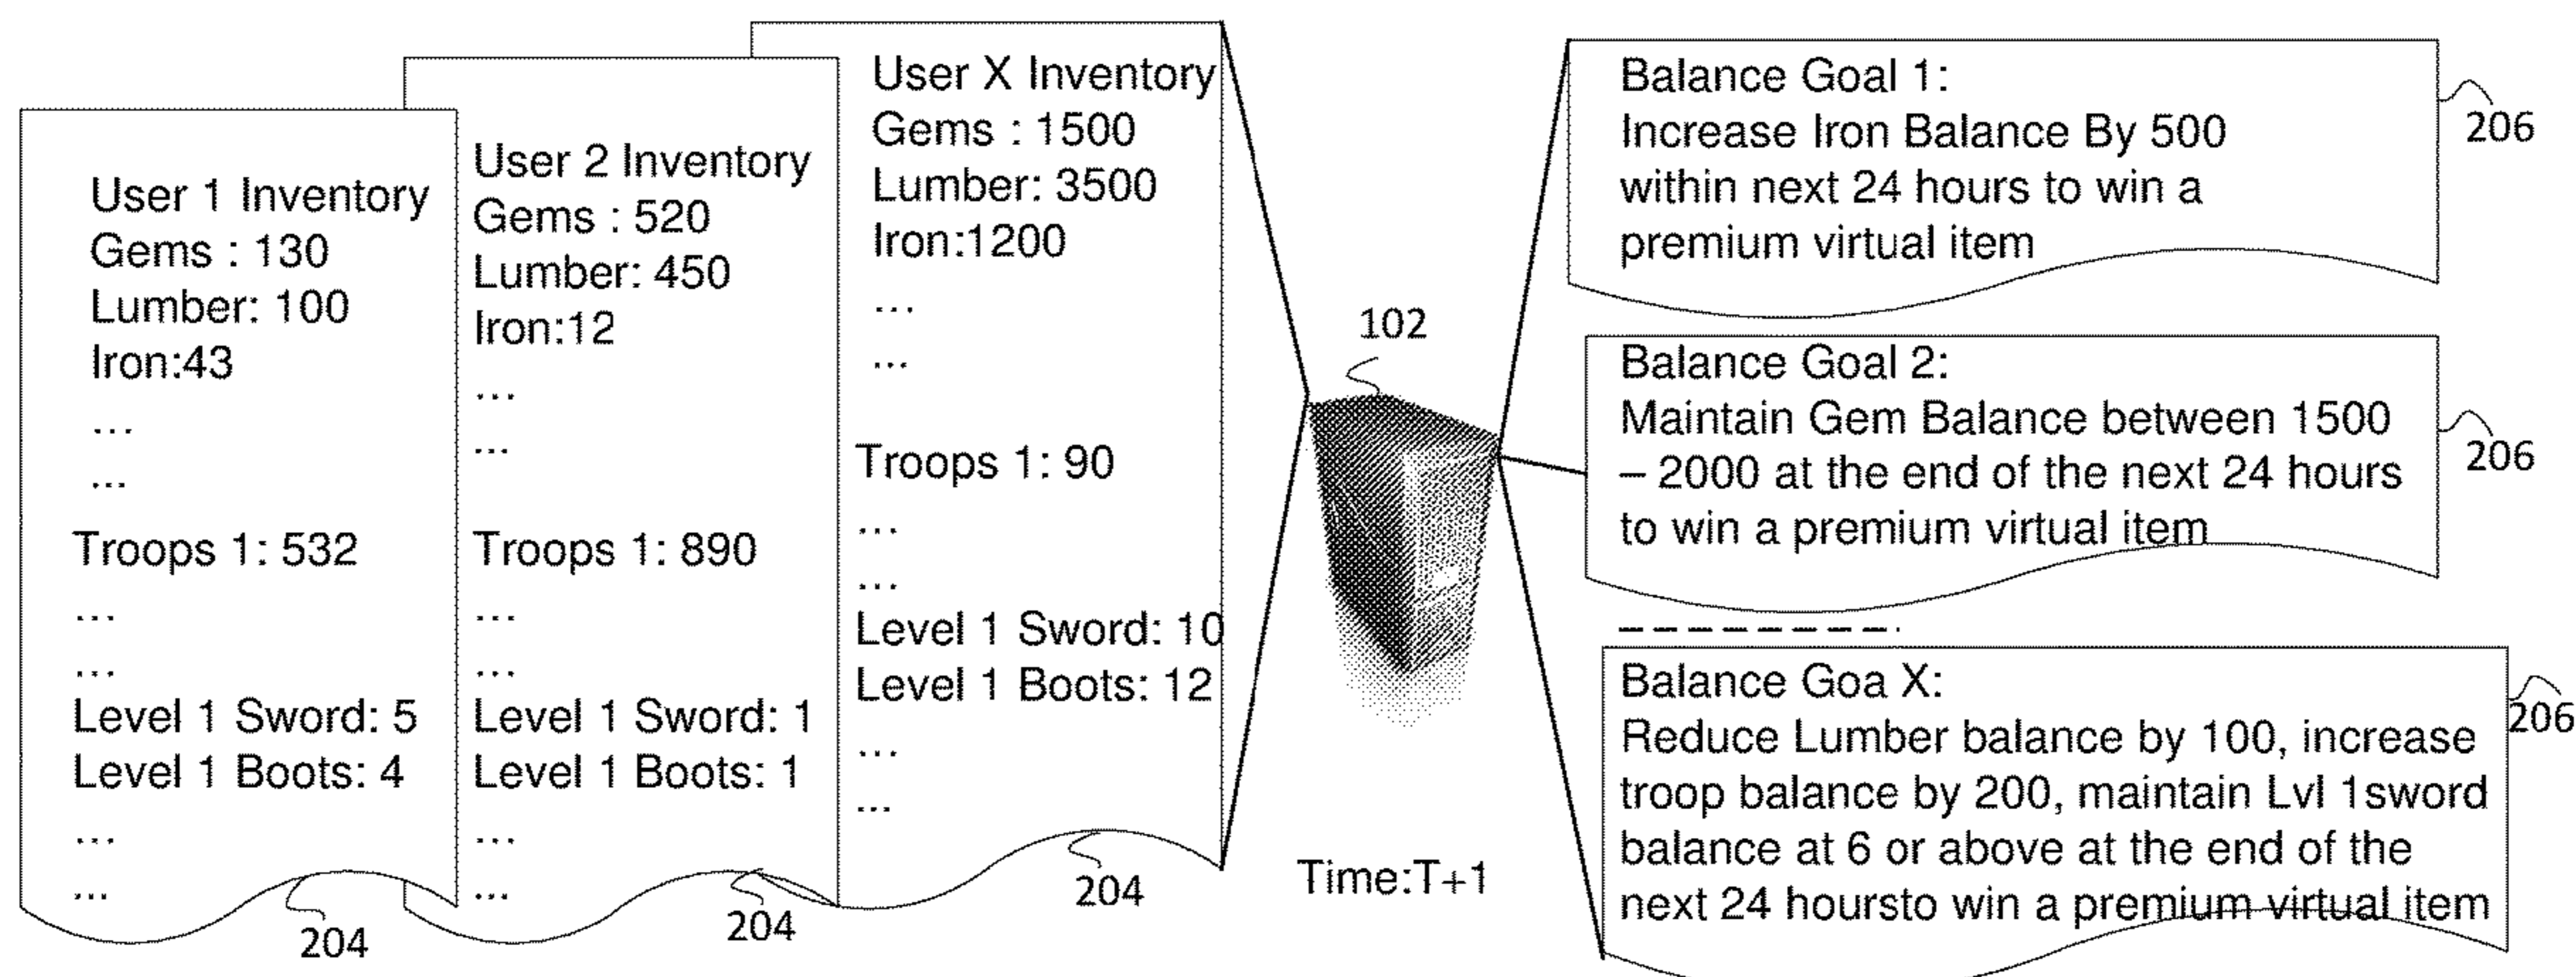 User 1 Inventory
Gems : 130
Lumber: 100
Iron:43
...
...
Troops 1: 532
...
...
Level 1 Sword: 5
Level 1 Boots: 4
...
...
204
User 2 Inventory
Gems : 520
Lumber: 450
Iron:12
...
...
Troops 1: 890
...
...
Level 1 Sword: 1
Level 1 Boots: 1
...
...
204
User X Inventory
Gems : 1500
Lumber: 3500
Iron:1200
...
...
Troops 1: 90
...
...
Level 1 Sword: 10
Level 1 Boots: 12
...
...
204
102
Time:T+1
Balance Goal 1:
Increase Iron Balance By 500
within next 24 hours to win a
premium virtual item
206
Balance Goal 2:
Maintain Gem Balance between 1500
– 2000 at the end of the next 24 hours
to win a premium virtual item
206
Balance Goa X:
Reduce Lumber balance by 100, increase
troop balance by 200, maintain Lvl 1sword
balance at 6 or above at the end of the
next 24 hoursto win a premium virtual item
206